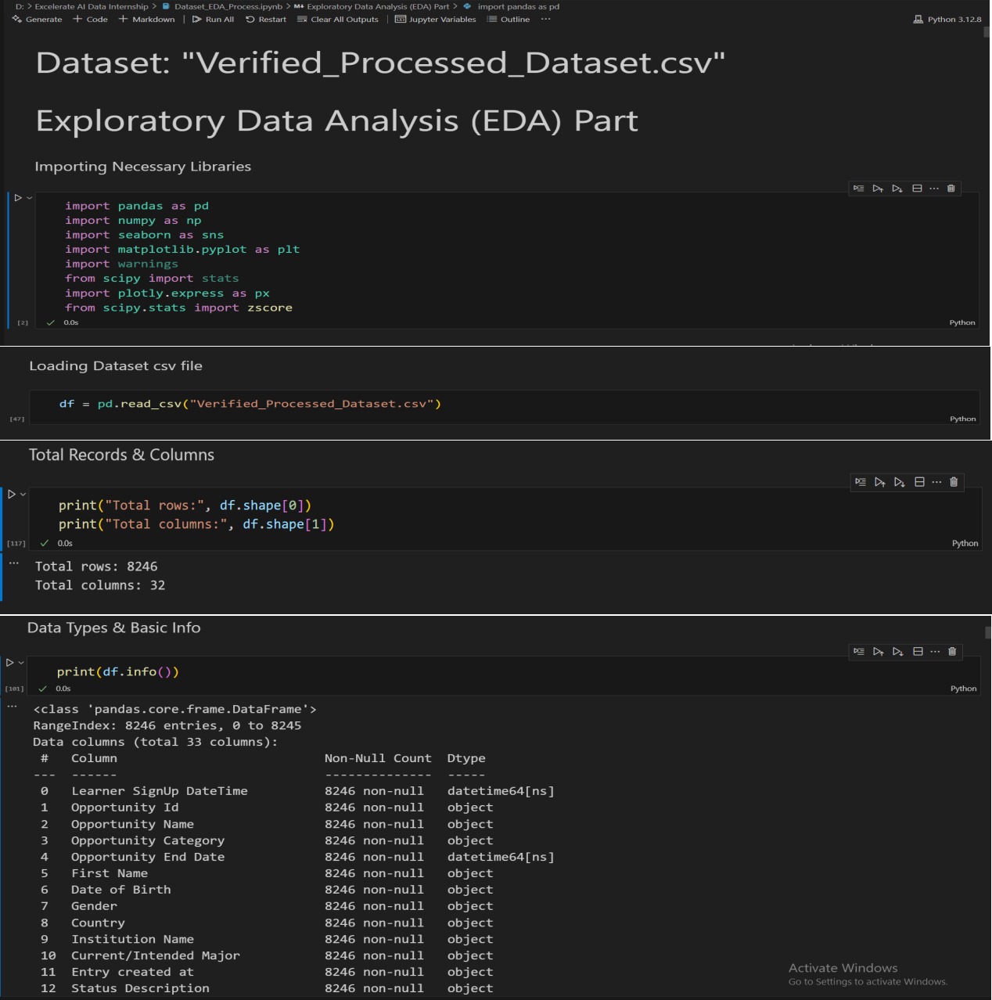 D: > Excelerate AI Data Internship > Dataset_EDA_Process.ipynb > M↓ Exploratory Data Analysis (EDA) Part > import pandas as pd
Generate + Code + Markdown | Run All Restart Clear All Outputs | Jupyter Variables Outline ... Python 3.12.8
Dataset: "Verified_Processed_Dataset.csv"
Exploratory Data Analysis (EDA) Part
Importing Necessary Libraries
import pandas as pd
import numpy as np
import seaborn as sns
import matplotlib.pyplot as plt
import warnings
from scipy import stats
import plotly.express as px
from scipy.stats import zscore
[2] ✓ 0.0s Python
Loading Dataset csv file
df = pd.read_csv("Verified_Processed_Dataset.csv")
[47] Python
Total Records & Columns
print("Total rows:", df.shape[0])
print("Total columns:", df.shape[1])
[117] ✓ 0.0s Python
... Total rows: 8246
Total columns: 32
Data Types & Basic Info
print(df.info())
[101] ✓ 0.0s Python
... <class 'pandas.core.frame.DataFrame'>
RangeIndex: 8246 entries, 0 to 8245
Data columns (total 33 columns):
# Column Non-Null Count Dtype
--- ------ -------------- -----
0 Learner SignUp DateTime 8246 non-null datetime64[ns]
1 Opportunity Id 8246 non-null object
2 Opportunity Name 8246 non-null object
3 Opportunity Category 8246 non-null object
4 Opportunity End Date 8246 non-null datetime64[ns]
5 First Name 8246 non-null object
6 Date of Birth 8246 non-null object
7 Gender 8246 non-null object
8 Country 8246 non-null object
9 Institution Name 8246 non-null object
10 Current/Intended Major 8246 non-null object
11 Entry created at 8246 non-null object
12 Status Description 8246 non-null object
Activate Windows
Go to Settings to activate Windows.